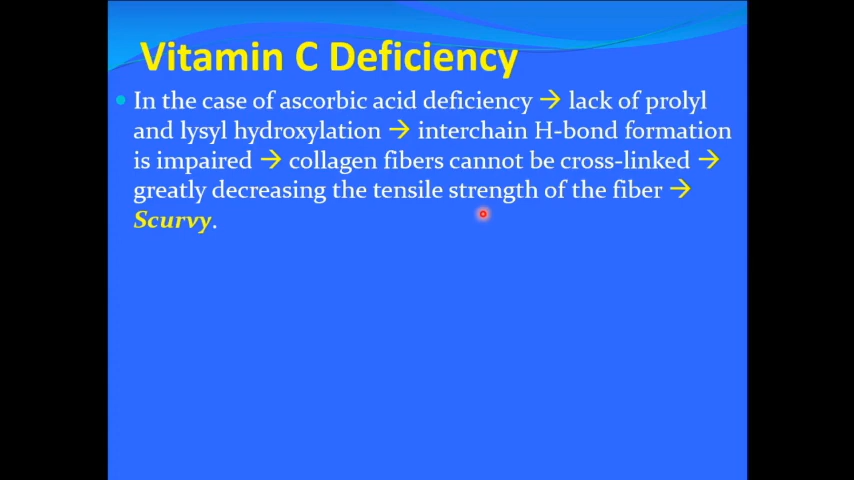 Vitamin C Deficiency
• In the case of ascorbic acid deficiency → lack of prolyl
and lysyl hydroxylation → interchain H-bond formation
is impaired → collagen fibers cannot be cross-linked →
greatly decreasing the tensile strength of the fiber →
Scurvy.